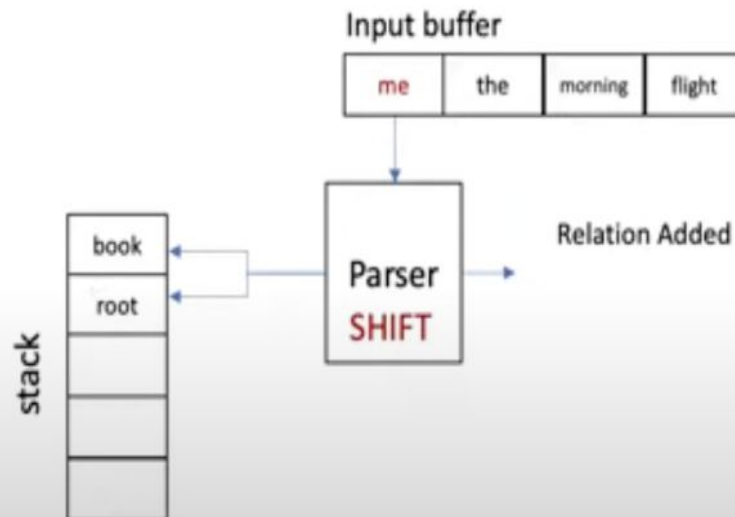 Input buffer
me the morning flight
Relation Added
book
Parser
root
SHIFT
stack